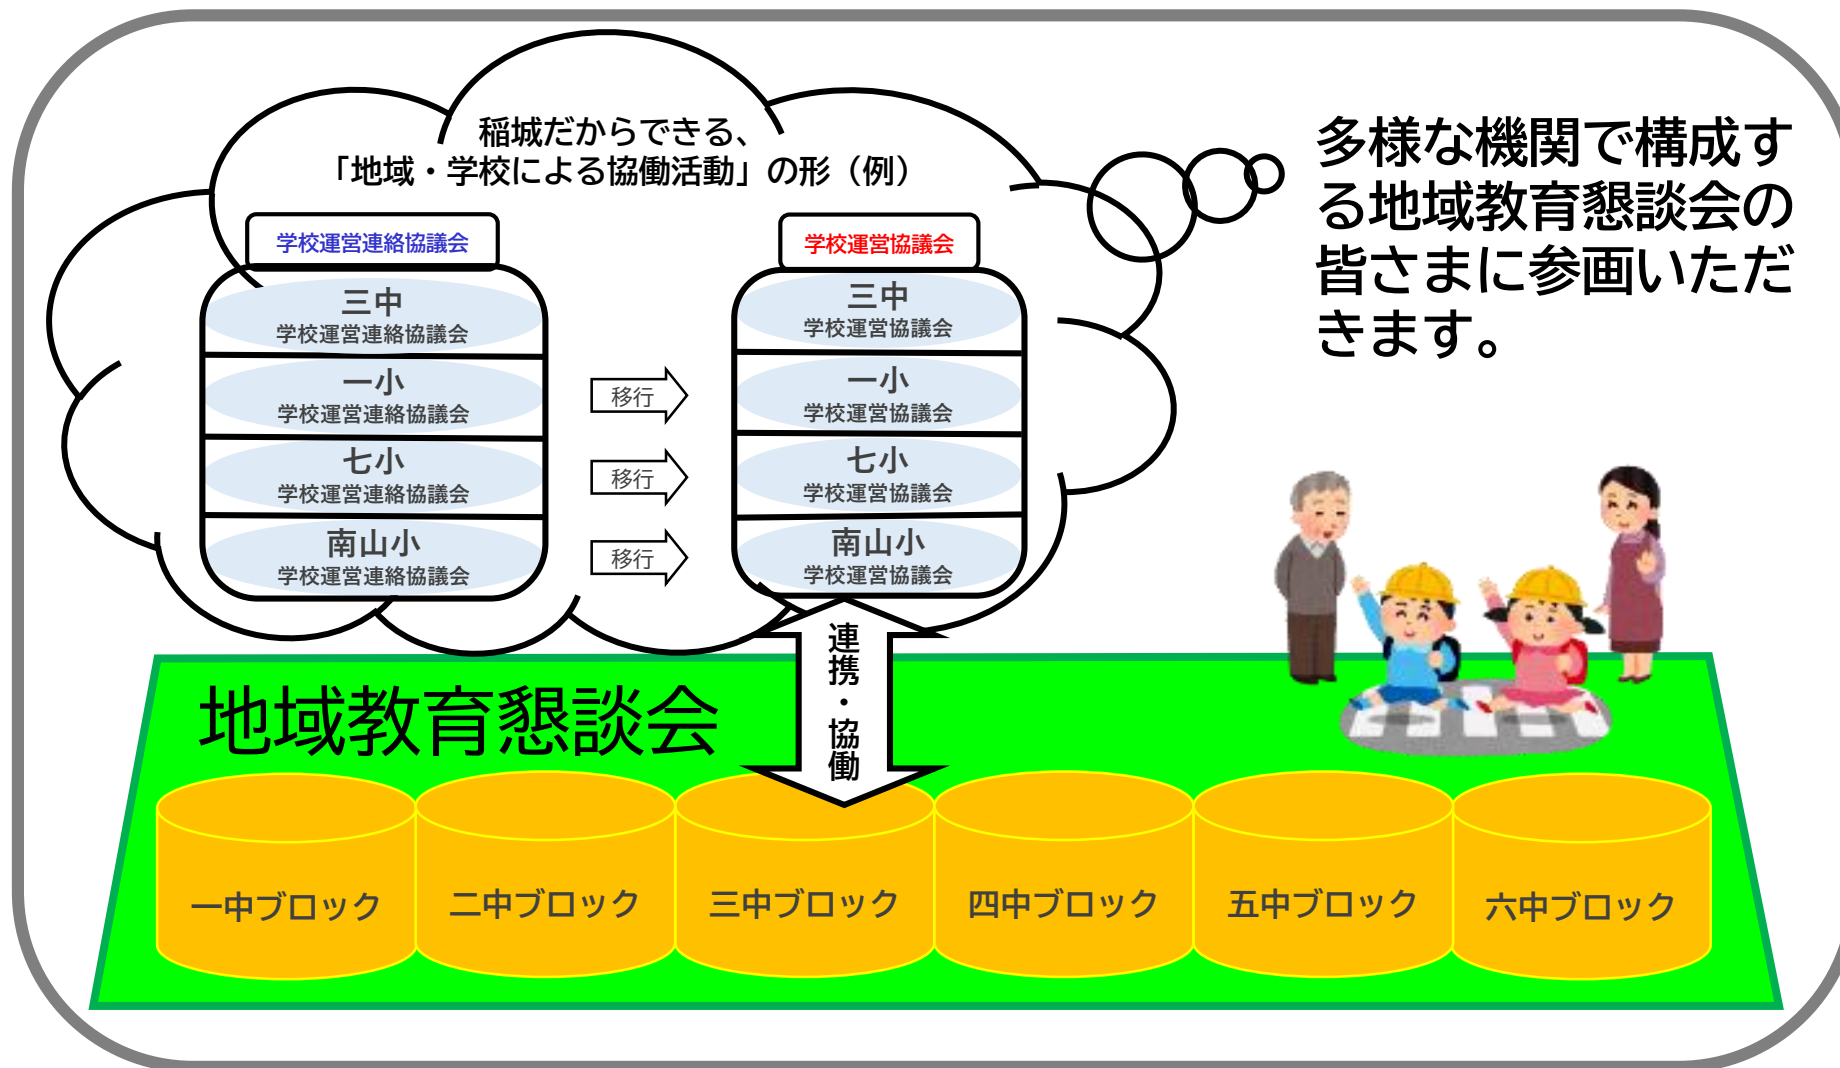 稲城だからできる、
「地域・学校による協働活動」の形（例）
多様な機関で構成す
る地域教育懇談会の
皆さまに参画いただ
きます。
学校運営連絡協議会
三中
学校運営連絡協議会
一小
学校運営連絡協議会
七小
学校運営連絡協議会
南山小
学校運営連絡協議会
移行
移行
移行
学校運営協議会
三中
学校運営協議会
一小
学校運営協議会
七小
学校運営協議会
南山小
学校運営協議会
連携・協働
地域教育懇談会
一中ブロック
二中ブロック
三中ブロック
四中ブロック
五中ブロック
六中ブロック